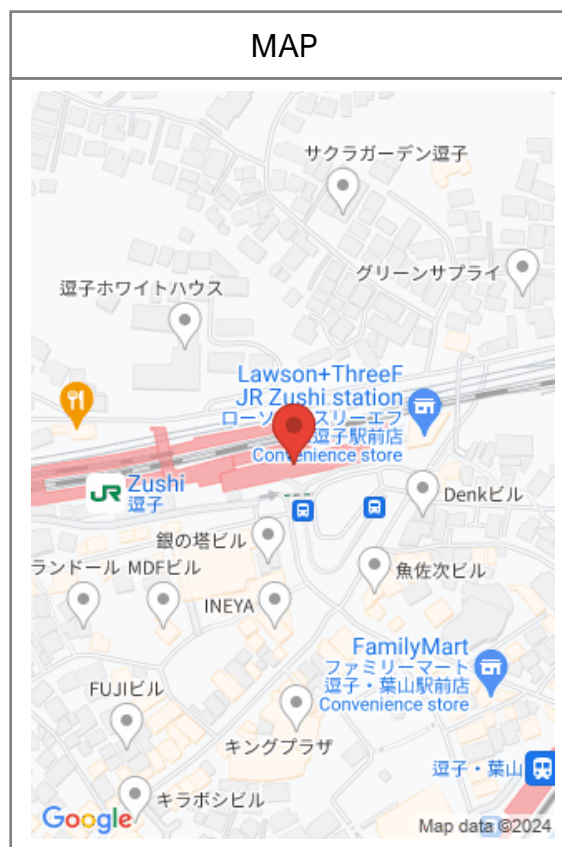 MAP
サクラガーデン逗子
グリーンサプライ
逗子ホワイトハウス
Lawson+ThreeF
JR Zushi station
ローソ スリーエフ
逗子駅前店
Convenience store
JR
Zushi
逗子
Denkビル
銀の塔ビル
魚佐次ビル
ランドール
MDFビル
INEYA
FamilyMart
ファミリーマート
逗子・葉山駅前店
Convenience store
FUJIビル
キングプラザ
逗子・葉山
キラボシビル
Google
Map data ©2024